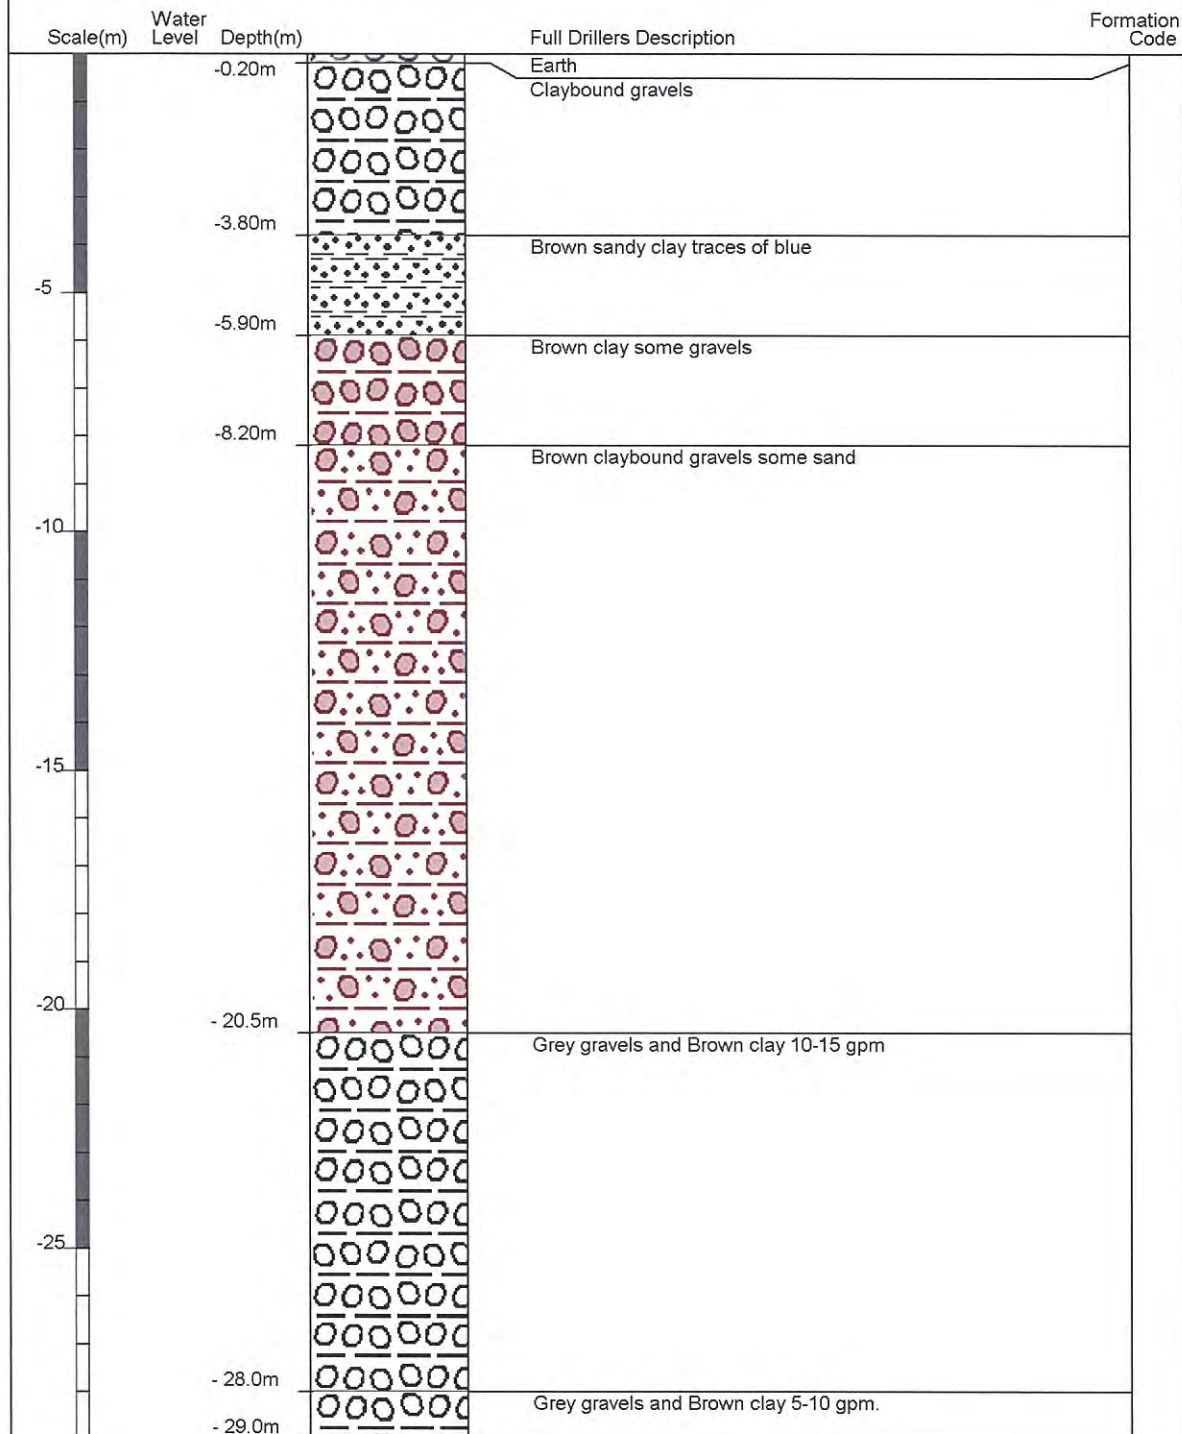 Scale(m) Water Level Depth(m) Full Drillers Description Formation Code
-0.20m Earth
Claybound gravels
-3.80m
Brown sandy clay traces of blue
-5
-5.90m
Brown clay some gravels
-8.20m
Brown claybound gravels some sand
-10
-15
-20
- 20.5m
Grey gravels and Brown clay 10-15 gpm
-25
- 28.0m
Grey gravels and Brown clay 5-10 gpm.
- 29.0m